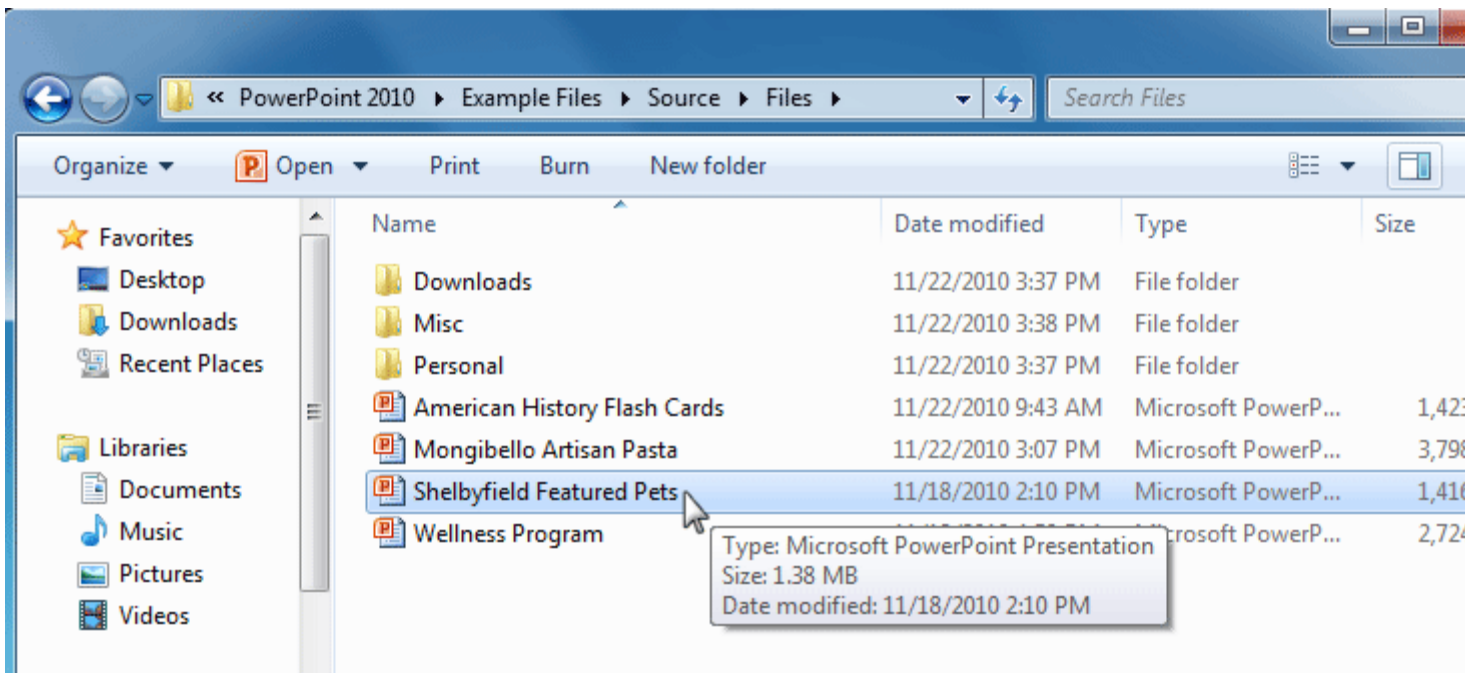 « PowerPoint 2010 Example Files Source Files Search Files
Organize Open Print Burn New folder
Favorites
Desktop
Downloads
Recent Places
Libraries
Documents
Music
Pictures
Videos
Name Date modified Type Size
Downloads 11/22/2010 3:37 PM File folder
Misc 11/22/2010 3:38 PM File folder
Personal 11/22/2010 3:37 PM File folder
American History Flash Cards 11/22/2010 9:43 AM Microsoft PowerP... 1,423
Mongibello Artisan Pasta 11/22/2010 3:07 PM Microsoft PowerP... 3,798
Shelbyfield Featured Pets 11/18/2010 2:10 PM Microsoft PowerP... 1,416
Wellness Program crosoft PowerP... 2,724
Type: Microsoft PowerPoint Presentation
Size: 1.38 MB
Date modified: 11/18/2010 2:10 PM